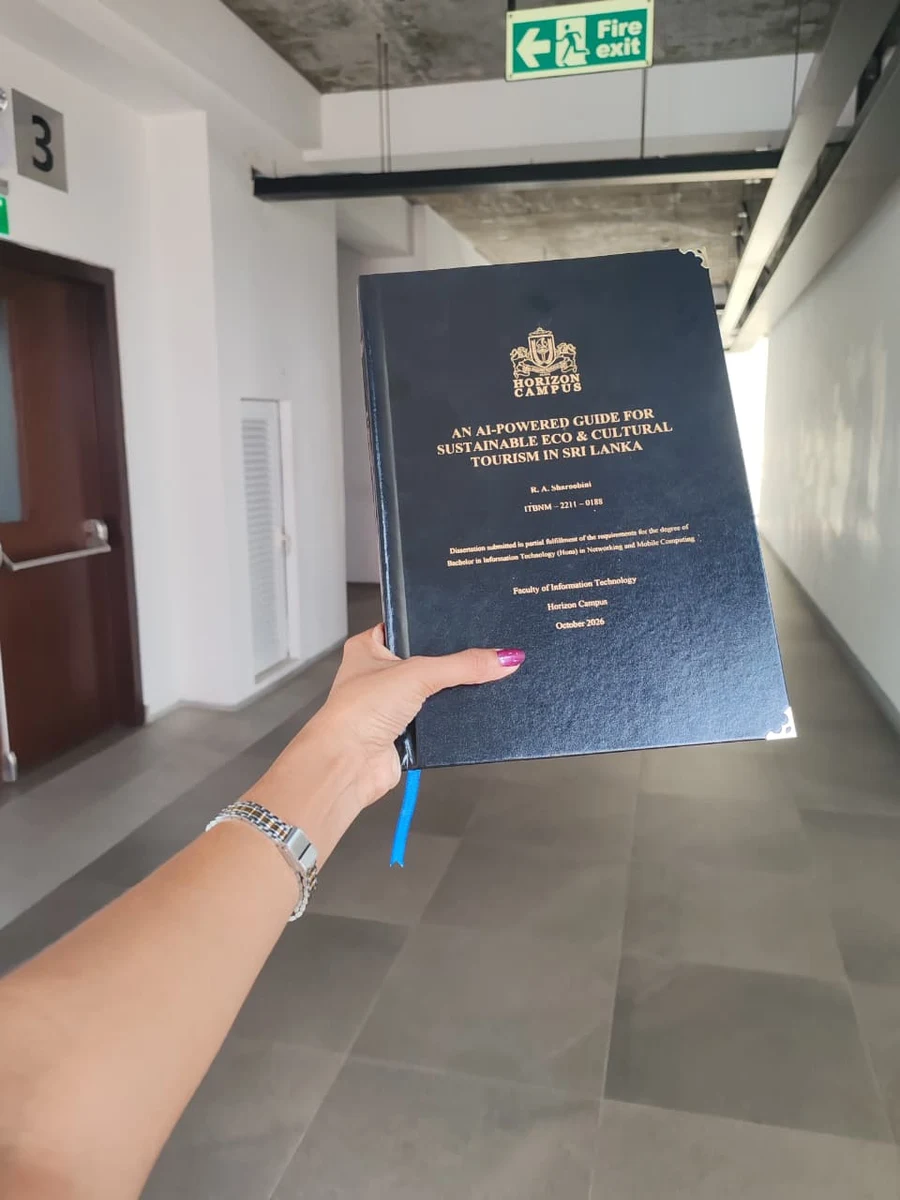 Fire
exit
3
HORIZON
CAMPUS
AN AI-POWERED GUIDE FOR
SUSTAINABLE ECO & CULTURAL
TOURISM IN SRI LANKA
R. A. Sharoobini
ITBNM – 2211 – 0188
Dissertation submitted in partial fulfillment of the requirements for the degree of
Bachelor in Information Technology (Hons) in Networking and Mobile Computing
Faculty of Information Technology
Horizon Campus
October 2026